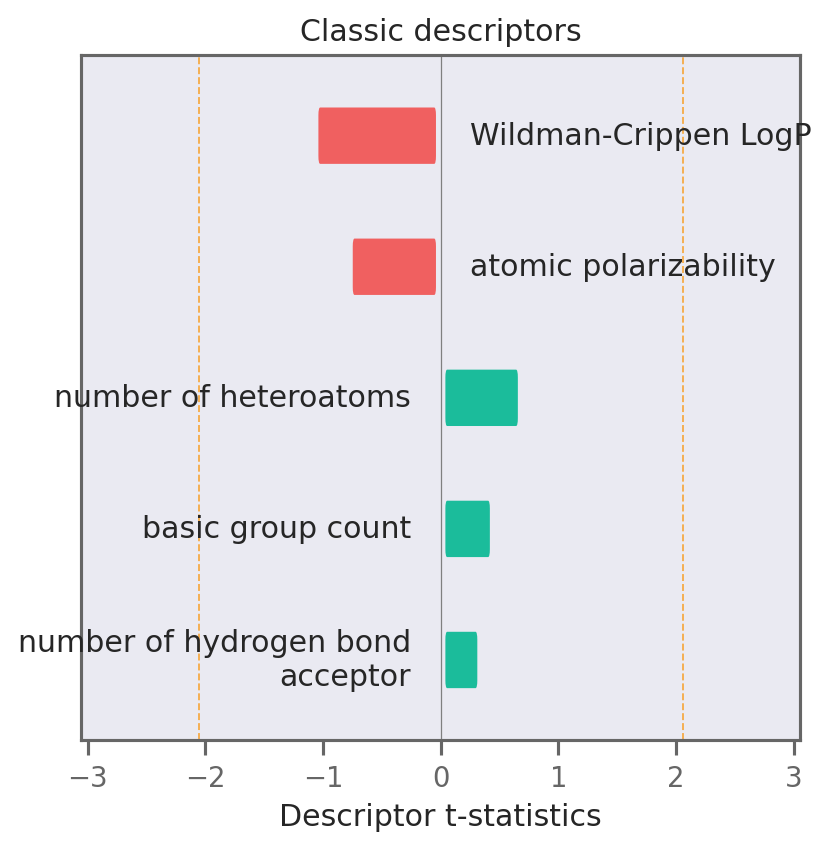 Classic descriptors
Wildman-Crippen LogP
atomic polarizability
number of heteroatoms
basic group count
number of hydrogen bond
acceptor
−3 −2 −1 0 1 2 3
Descriptor t-statistics